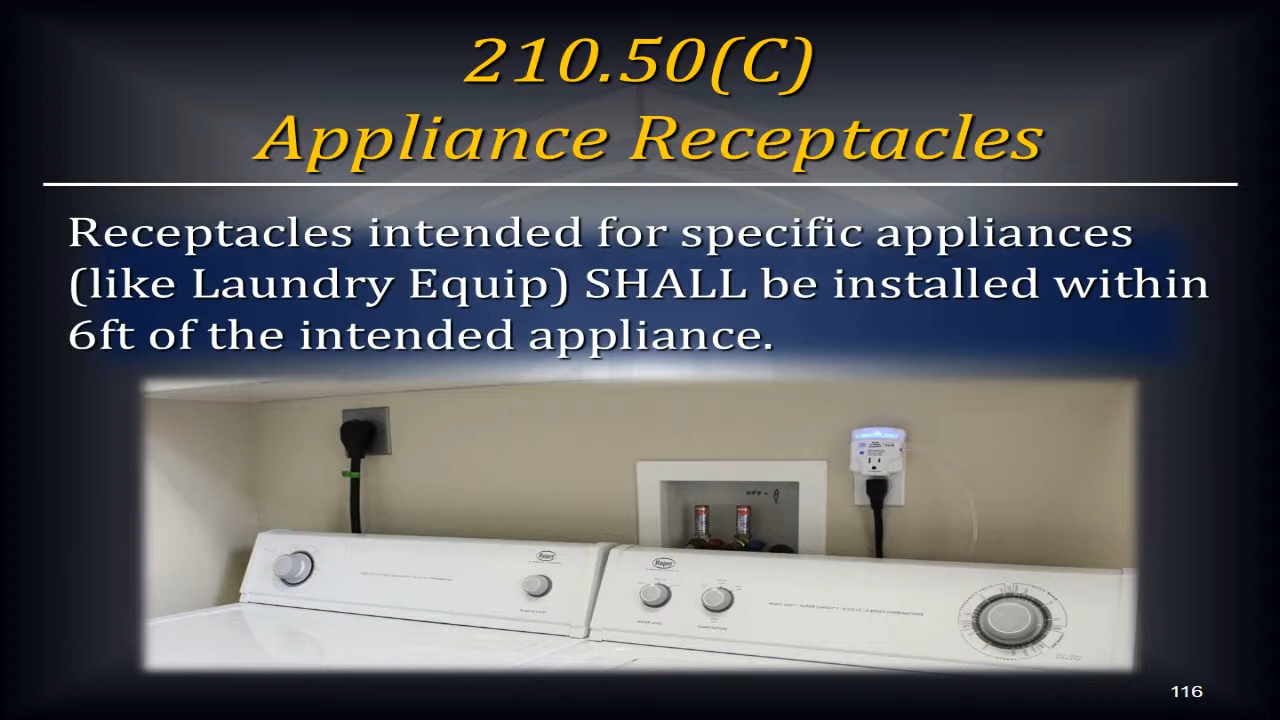 210.50(C)
Appliance Receptacles
Receptacles intended for specific appliances
(like Laundry Equip) SHALL be installed within
6ft of the intended appliance.
Roper
Roper
116